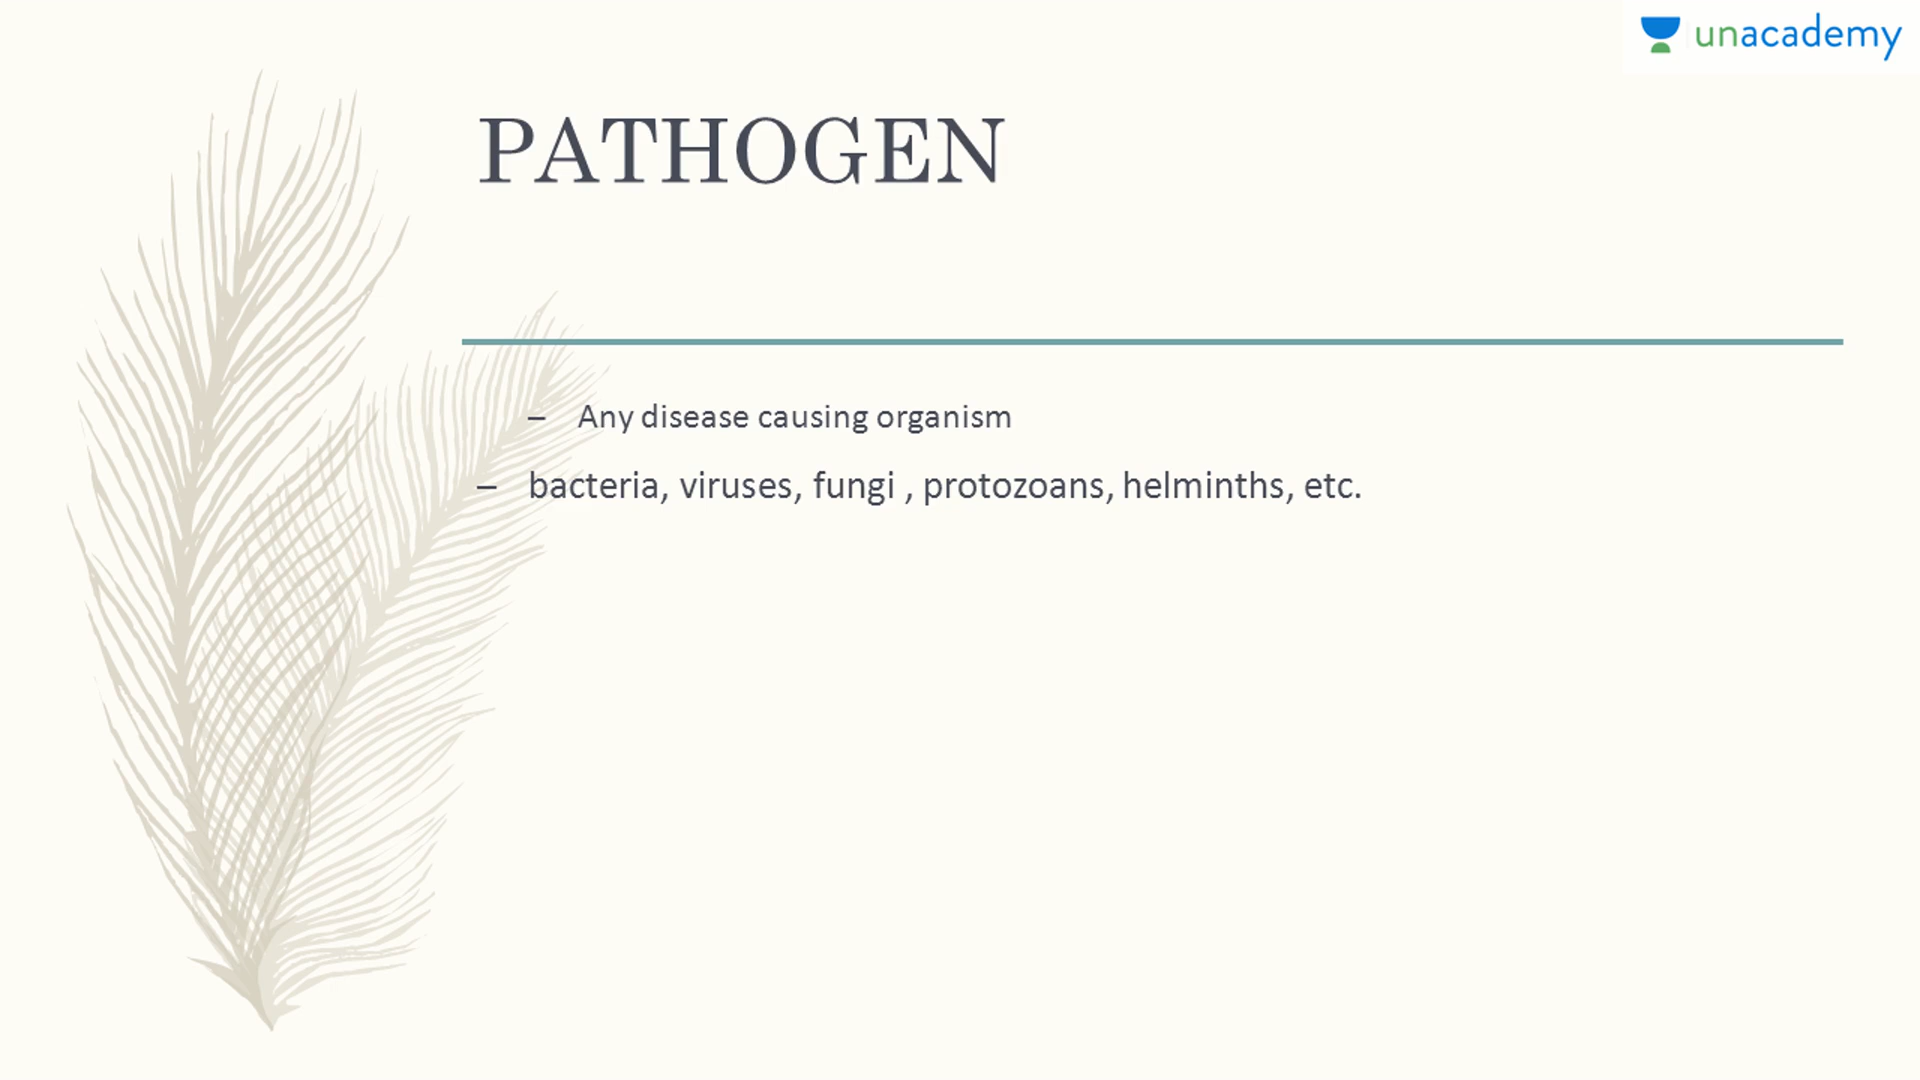 unacademy
PATHOGEN
– Any disease causing organism
– bacteria, viruses, fungi , protozoans, helminths, etc.